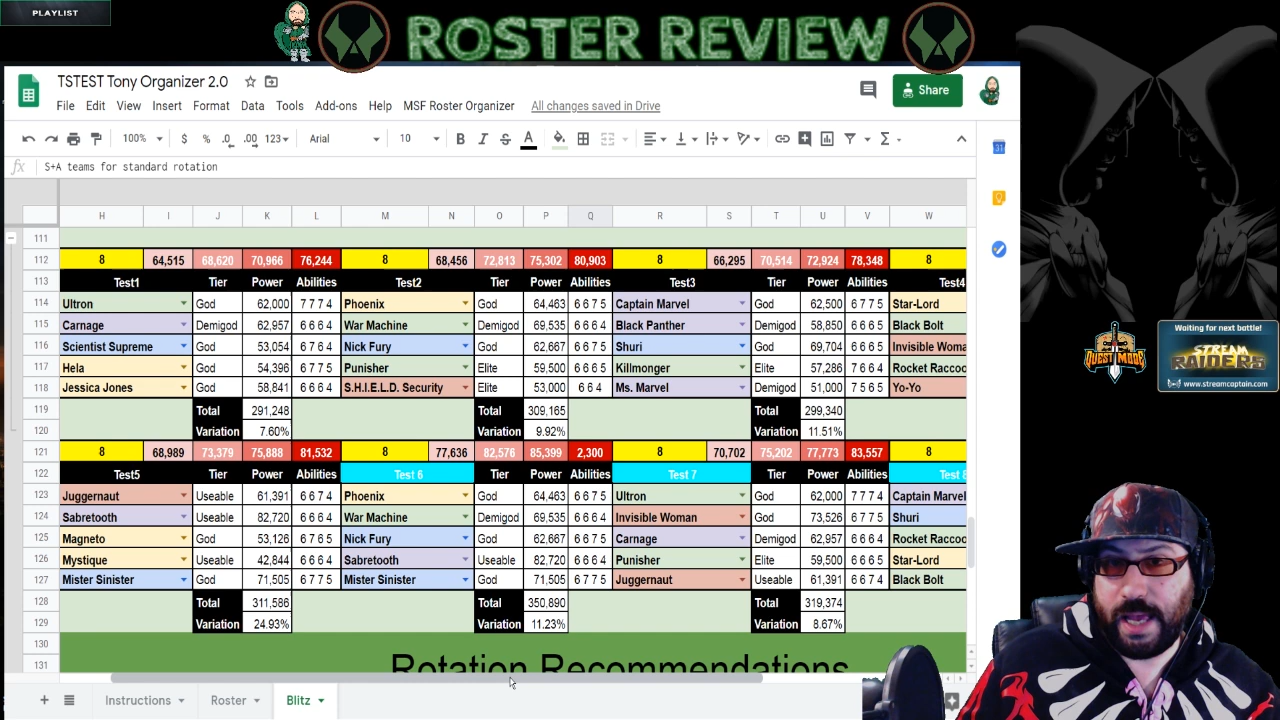 PLAYLIST
ROSTER REVIEW
TSTEST Tony Organizer 2.0
Share
File Edit View Insert Format Data Tools Add-ons Help MSF Roster Organizer All changes saved in Drive
100% $ % .0 .00 123 Arial 10 B I S A Σ
fx S+A teams for standard rotation
H I J K L M N O P Q R S T U V W
111
112 8 64,515 68,620 70,966 76,244 8 68,456 72,813 75,302 80,903 8 66,295 70,514 72,924 78,348 8
113 Test1 Tier Power Abilities Test2 Tier Power Abilities Test3 Tier Power Abilities Test4
114 Ultron God 62,000 7 7 7 4 Phoenix God 64,463 6 6 7 5 Captain Marvel God 62,500 6 7 7 5 Star-Lord
115 Carnage Demigod 62,957 6 6 6 4 War Machine Demigod 69,535 6 6 6 4 Black Panther Demigod 58,850 6 6 6 5 Black Bolt
116 Scientist Supreme God 53,054 6 7 6 4 Nick Fury God 62,667 6 7 7 5 Shuri God 69,704 6 6 6 5 Invisible Woma
117 Hela God 54,396 6 7 7 5 Punisher Elite 59,500 6 6 6 5 Killmonger Elite 57,286 7 6 6 4 Rocket Raccoo
118 Jessica Jones God 58,841 6 6 6 4 S.H.I.E.L.D. Security Elite 53,000 6 6 4 Ms. Marvel Demigod 51,000 7 5 6 5 Yo-Yo
119 Total 291,248 Total 309,165 Total 299,340
120 Variation 7.60% Variation 9.92% Variation 11.51%
121 8 68,989 73,379 75,888 81,532 8 77,636 82,576 85,399 2,300 8 70,702 75,202 77,773 83,557 8
122 Test5 Tier Power Abilities Test 6 Tier Power Abilities Test 7 Tier Power Abilities Test 8
123 Juggernaut Useable 61,391 6 6 7 4 Phoenix God 64,463 6 6 7 5 Ultron God 62,000 7 7 7 4 Captain Marvel
124 Sabretooth Useable 82,720 6 6 6 4 War Machine Demigod 69,535 6 6 6 4 Invisible Woman God 73,526 6 7 7 5 Shuri
125 Magneto God 53,126 6 7 6 5 Nick Fury God 62,667 6 7 7 5 Carnage Demigod 62,957 6 6 6 4 Rocket Raccoo
126 Mystique Useable 42,844 6 6 6 4 Sabretooth Useable 82,720 6 6 6 4 Punisher Elite 59,500 6 6 6 5 Star-Lord
127 Mister Sinister God 71,505 6 7 7 5 Mister Sinister God 71,505 6 7 7 5 Juggernaut Useable 61,391 6 6 7 4 Black Bolt
128 Total 311,586 Total 350,890 Total 319,374
129 Variation 24.93% Variation 11.23% Variation 8.67%
130
131 Rotation Recommendations
Instructions Roster Blitz
31
QUEST MODE
Waiting for next battle!
STREAM
RAIDERS
www.streamcaptain.com